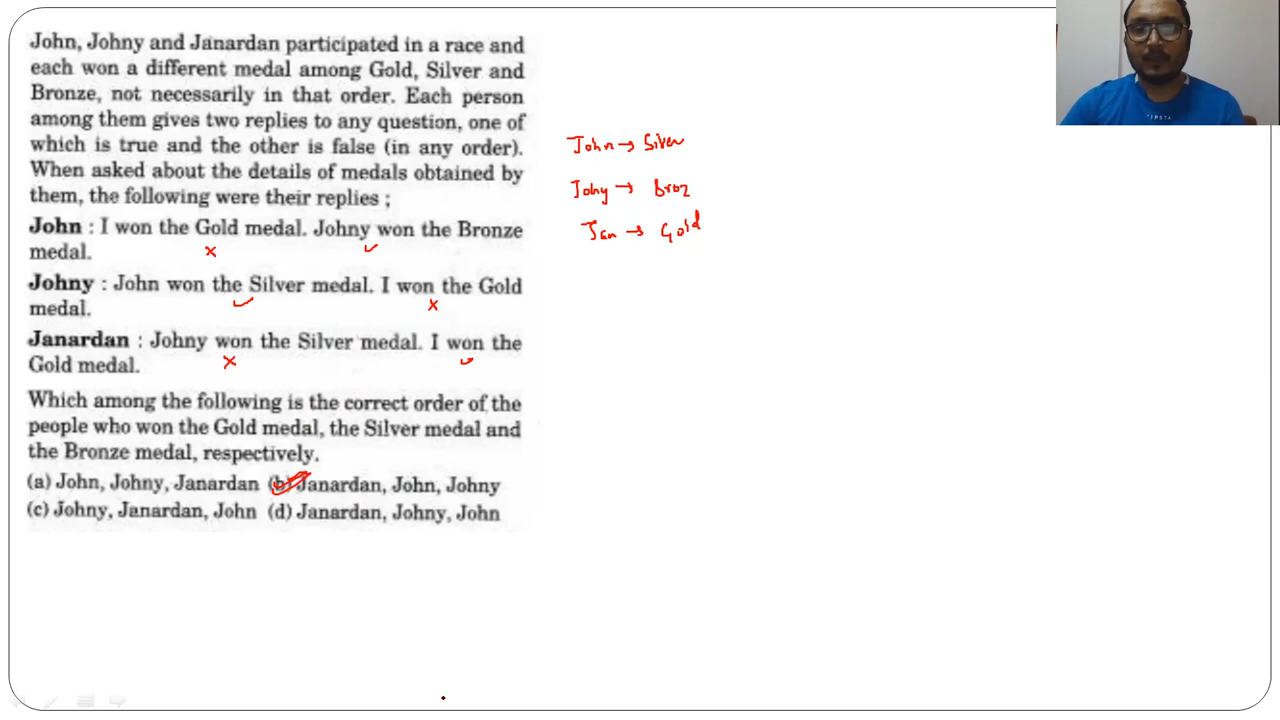 John, Johny and Janardan participated in a race and
each won a different medal among Gold, Silver and
Bronze, not necessarily in that order. Each person
among them gives two replies to any question, one of
which is true and the other is false (in any order).
When asked about the details of medals obtained by
them, the following were their replies ;
John : I won the Gold medal. Johny won the Bronze
medal.
Johny : John won the Silver medal. I won the Gold
medal.
Janardan : Johny won the Silver medal. I won the
Gold medal.
Which among the following is the correct order of the
people who won the Gold medal, the Silver medal and
the Bronze medal, respectively.
(a) John, Johny, Janardan (b) Janardan, John, Johny
(c) Johny, Janardan, John (d) Janardan, Johny, John
John → Silver
Johy → Broz
Jan → Gold